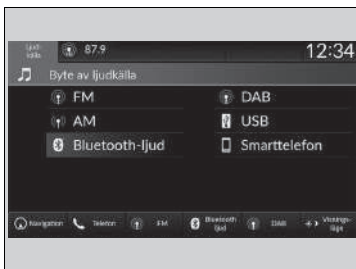 Ljud-
källa
87.9
12:34
Byte av ljudkälla
FM
DAB
AM
USB
Bluetooth-ljud
Smarttelefon
Navigation
Telefon
FM
Bluetooth
ljud
DAB
Visnings-
läge